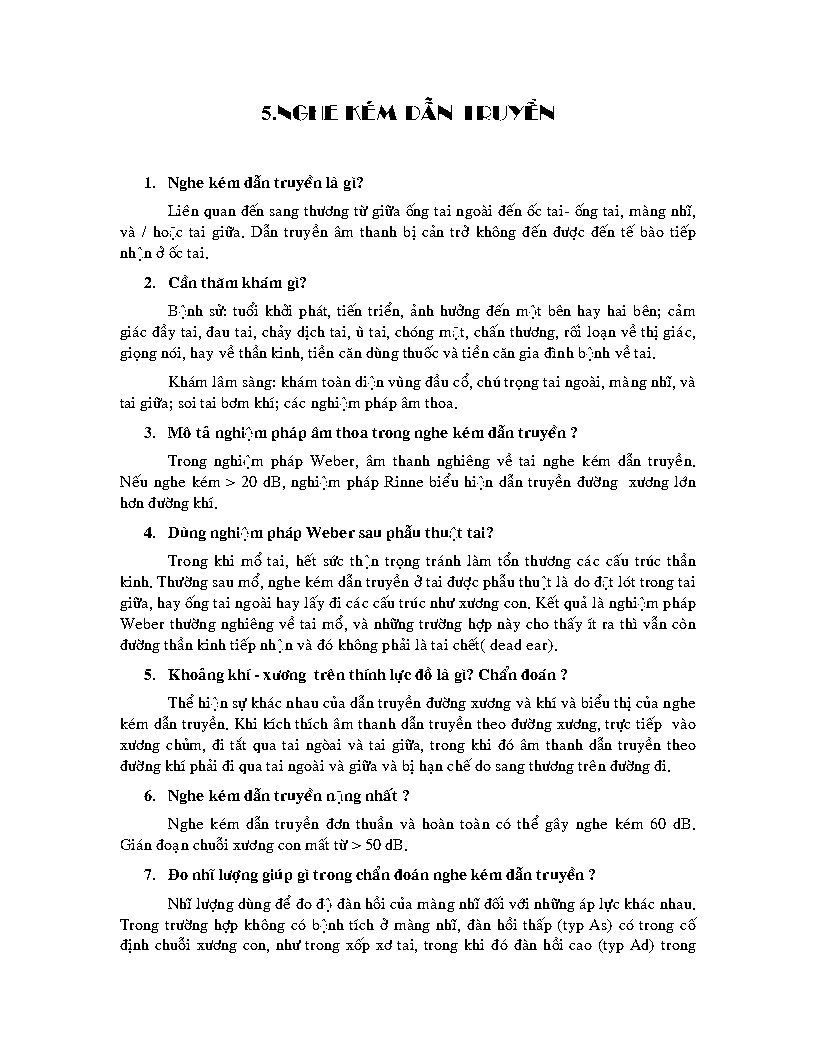 5.NGHE KÉM DẪN TRUYỀN
1. Nghe kém dẫn truyền là gì?
Liên quan đến sang thương từ giữa ống tai ngoài đến ốc tai- ống tai, màng nhĩ,
và / hoặc tai giữa. Dẫn truyền âm thanh bị cản trở không đến được đến tế bào tiếp
nhận ở ốc tai.
2. Cần thăm khám gì?
Bệnh sử: tuổi khởi phát, tiến triển, ảnh hưởng đến một bên hay hai bên; cảm
giác đầy tai, đau tai, chảy dịch tai, ù tai, chóng mặt, chấn thương, rối loạn về thị giác,
giọng nói, hay về thần kinh, tiền căn dùng thuốc và tiền căn gia đình bệnh về tai.
Khám lâm sàng: khám toàn diện vùng đầu cổ, chú trọng tai ngoài, màng nhĩ, và
tai giữa; soi tai bơm khí; các nghiệm pháp âm thoa.
3. Mô tả nghiệm pháp âm thoa trong nghe kém dẫn truyền ?
Trong nghiệm pháp Weber, âm thanh nghiêng về tai nghe kém dẫn truyền.
Nếu nghe kém > 20 dB, nghiệm pháp Rinne biểu hiện dẫn truyền đường xương lớn
hơn đường khí.
4. Dùng nghiệm pháp Weber sau phẫu thuật tai?
Trong khi mổ tai, hết sức thận trọng tránh làm tổn thương các cấu trúc thần
kinh. Thường sau mổ, nghe kém dẫn truyền ở tai được phẫu thuật là do đặt lót trong tai
giữa, hay ống tai ngoài hay lấy đi các cấu trúc như xương con. Kết quả là nghiệm pháp
Weber thường nghiêng về tai mổ, và những trường hợp này cho thấy ít ra thì vẫn còn
đường thần kinh tiếp nhận và đó không phải là tai chết( dead ear).
5. Khoảng khí - xương trên thính lực đồ là gì? Chẩn đoán ?
Thể hiện sự khác nhau của dẫn truyền đường xương và khí và biểu thị của nghe
kém dẫn truyền. Khi kích thích âm thanh dẫn truyền theo đường xương, trực tiếp vào
xương chủm, đi tắt qua tai ngòai và tai giữa, trong khi đó âm thanh dẫn truyền theo
đường khí phải đi qua tai ngoài và giữa và bị hạn chế do sang thương trên đường đi.
6. Nghe kém dẫn truyền nặng nhất ?
Nghe kém dẫn truyền đơn thuần và hoàn toàn có thể gây nghe kém 60 dB.
Gián đoạn chuỗi xương con mất từ > 50 dB.
7. Đo nhĩ lượng giúp gì trong chẩn đoán nghe kém dẫn truyền ?
Nhĩ lượng dùng để đo độ đàn hồi của màng nhĩ đối với những áp lực khác nhau.
Trong trường hợp không có bệnh tích ở màng nhĩ, đàn hồi thấp (typ As) có trong cố
định chuỗi xương con, như trong xốp xơ tai, trong khi đó đàn hồi cao (typ Ad) trong